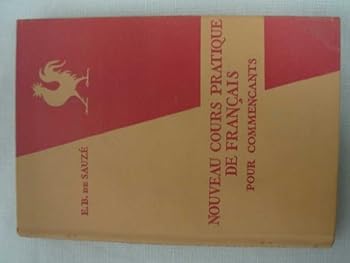 NOUVEAU COURS PRATIQUE
DE FRANÇAIS
POUR COMMENÇANTS
E. B. DE SAUZÉ